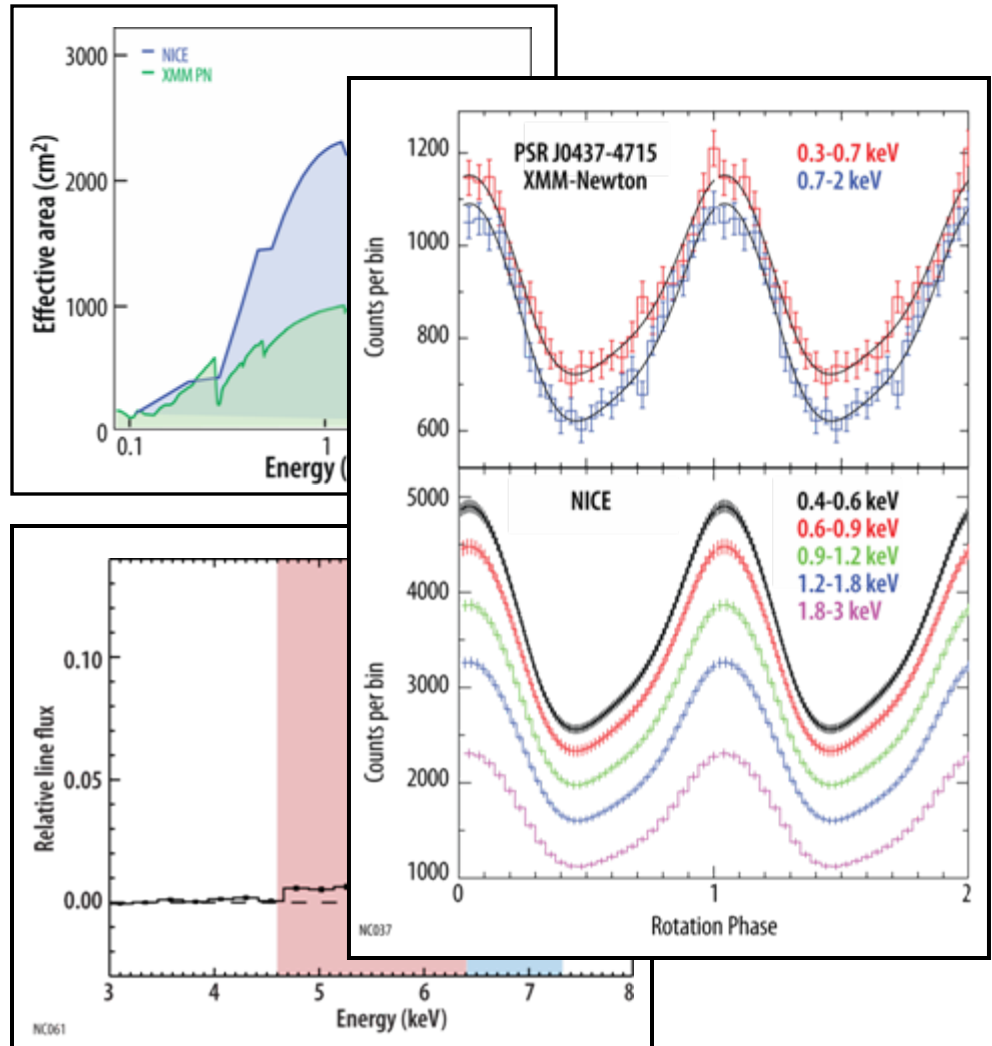 3000
2000
1000
0
Effective area (cm²)
NICE
XMM PN
0.1
1
Energy (
1200
1000
800
600
Counts per bin
PSR J0437-4715
XMM-Newton
0.3-0.7 keV
0.7-2 keV
5000
4000
3000
2000
1000
Counts per bin
NICE
0.4-0.6 keV
0.6-0.9 keV
0.9-1.2 keV
1.2-1.8 keV
1.8-3 keV
0
1
2
Rotation Phase
NC037
0.10
0.05
0.00
Relative line flux
3
4
5
6
7
8
Energy (keV)
NC061